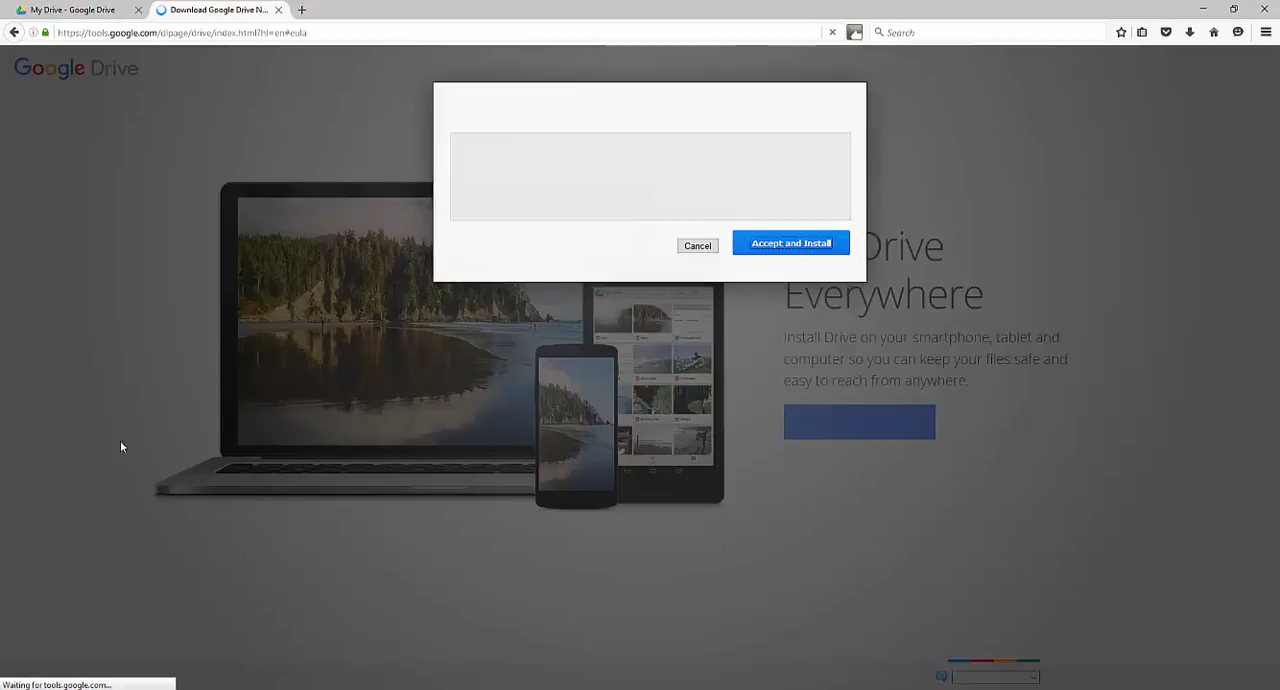 My Drive - Google Drive
Download Google Drive N...
https://tools.google.com/dlpage/drive/index.html?hl=en#eula
Search
Google Drive
Cancel
Accept and Install
Drive
Everywhere
Install Drive on your smartphone, tablet and
computer so you can keep your files safe and
easy to reach from anywhere.
Waiting for tools.google.com...